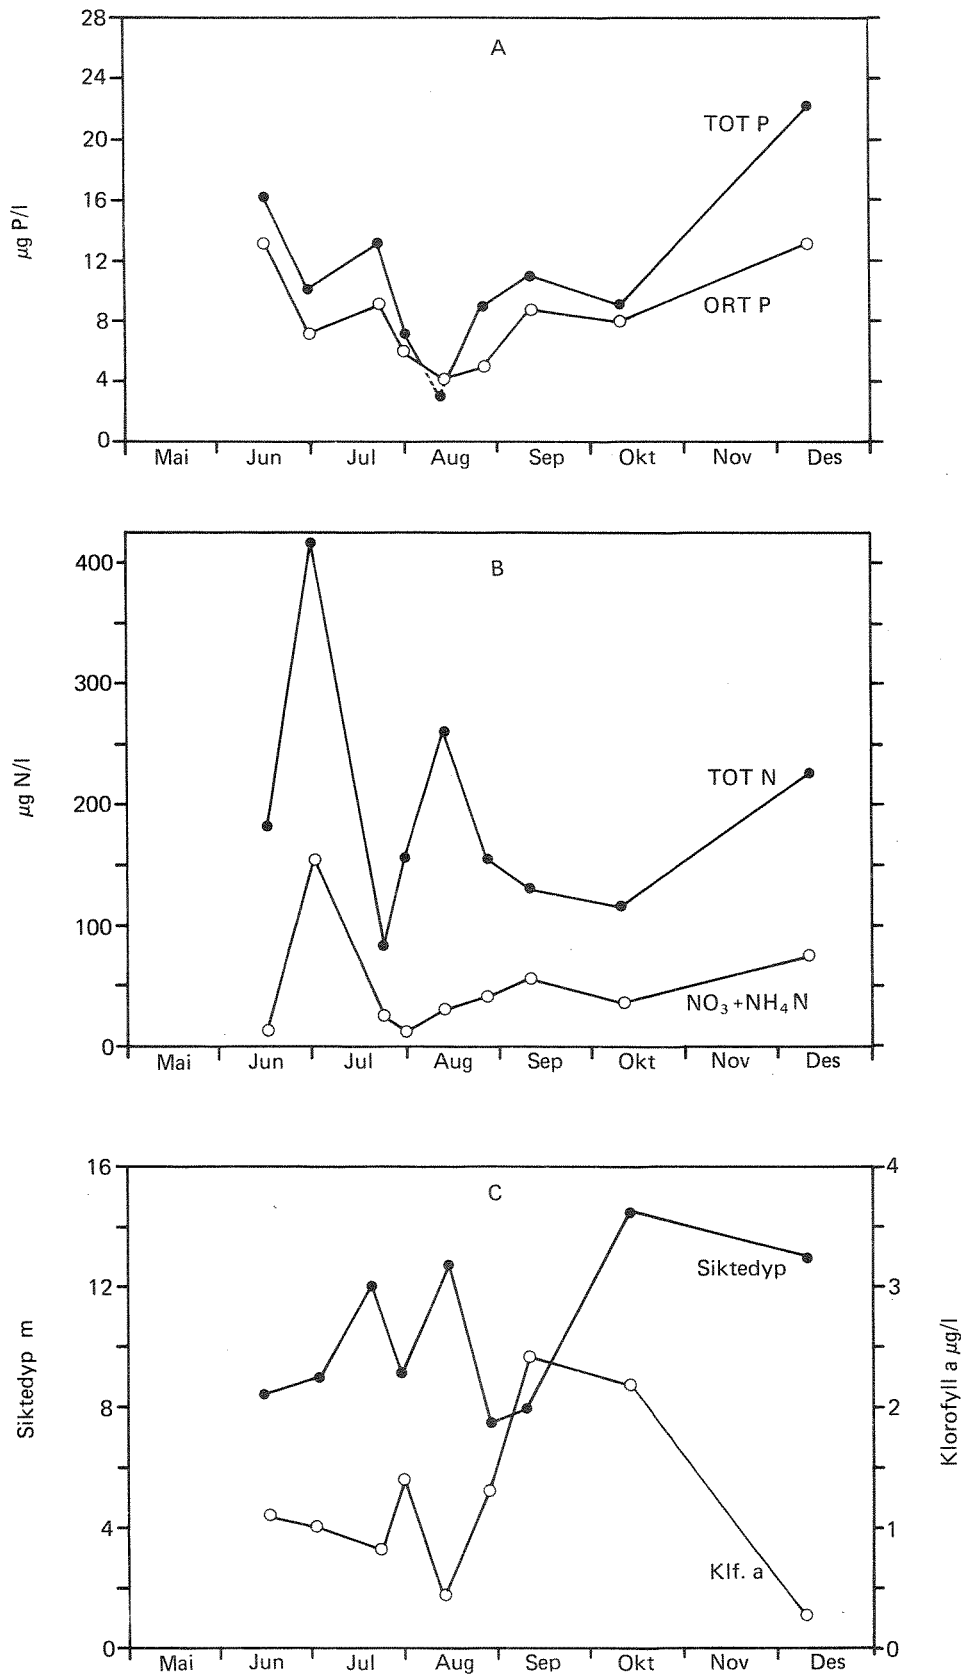 A
28
24
20
16
12
8
4
0
µg P/l
TOT P
ORT P
Mai Jun Jul Aug Sep Okt Nov Des
B
400
300
200
100
0
µg N/l
TOT N
NO₃+NH₄ N
Mai Jun Jul Aug Sep Okt Nov Des
C
16
12
8
4
0
Siktedyp m
4
3
2
1
0
Klorofyll a µg/l
Siktedyp
Klf. a
Mai Jun Jul Aug Sep Okt Nov Des